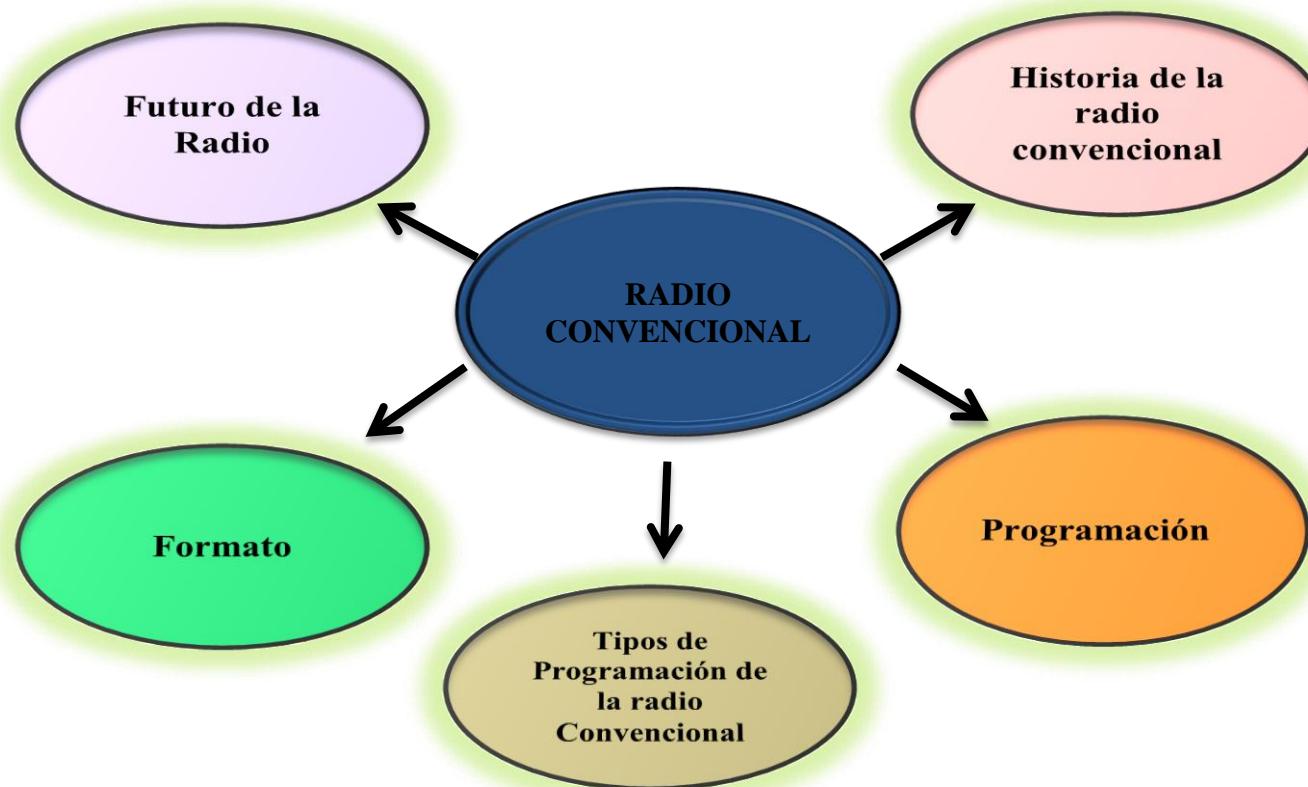 Futuro de la
Radio
Historia de la
radio
convencional
RADIO
CONVENCIONAL
Formato
Programación
Tipos de
Programación de
la radio
Convencional